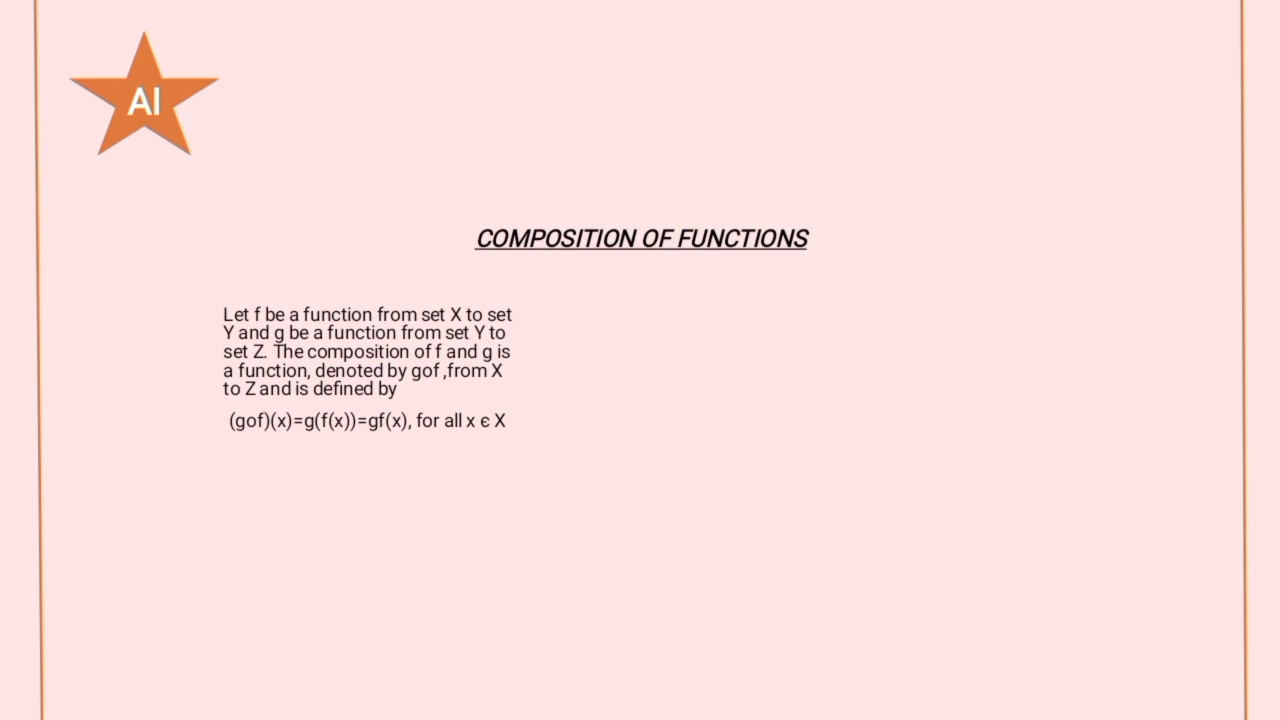 AI
COMPOSITION OF FUNCTIONS
Let f be a function from set X to set
Y and g be a function from set Y to
set Z. The composition of f and g is
a function, denoted by gof ,from X
to Z and is defined by
(gof)(x)=g(f(x))=gf(x), for all x є X